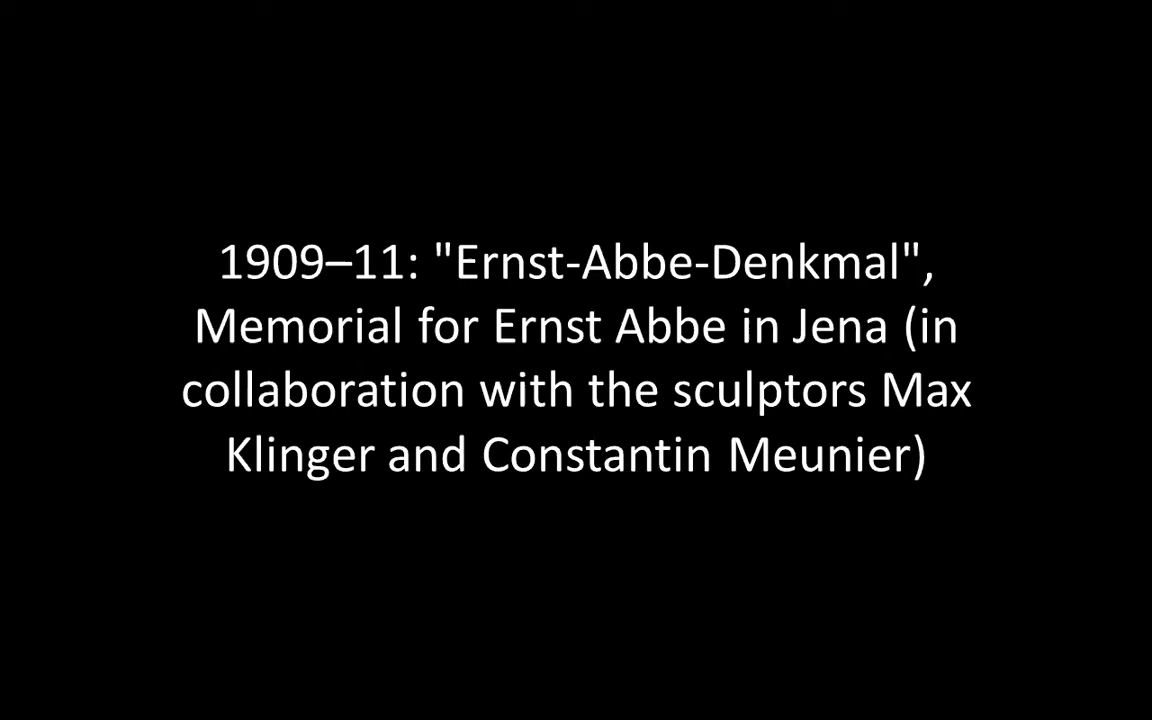 1909–11: "Ernst-Abbe-Denkmal",
Memorial for Ernst Abbe in Jena (in
collaboration with the sculptors Max
Klinger and Constantin Meunier)